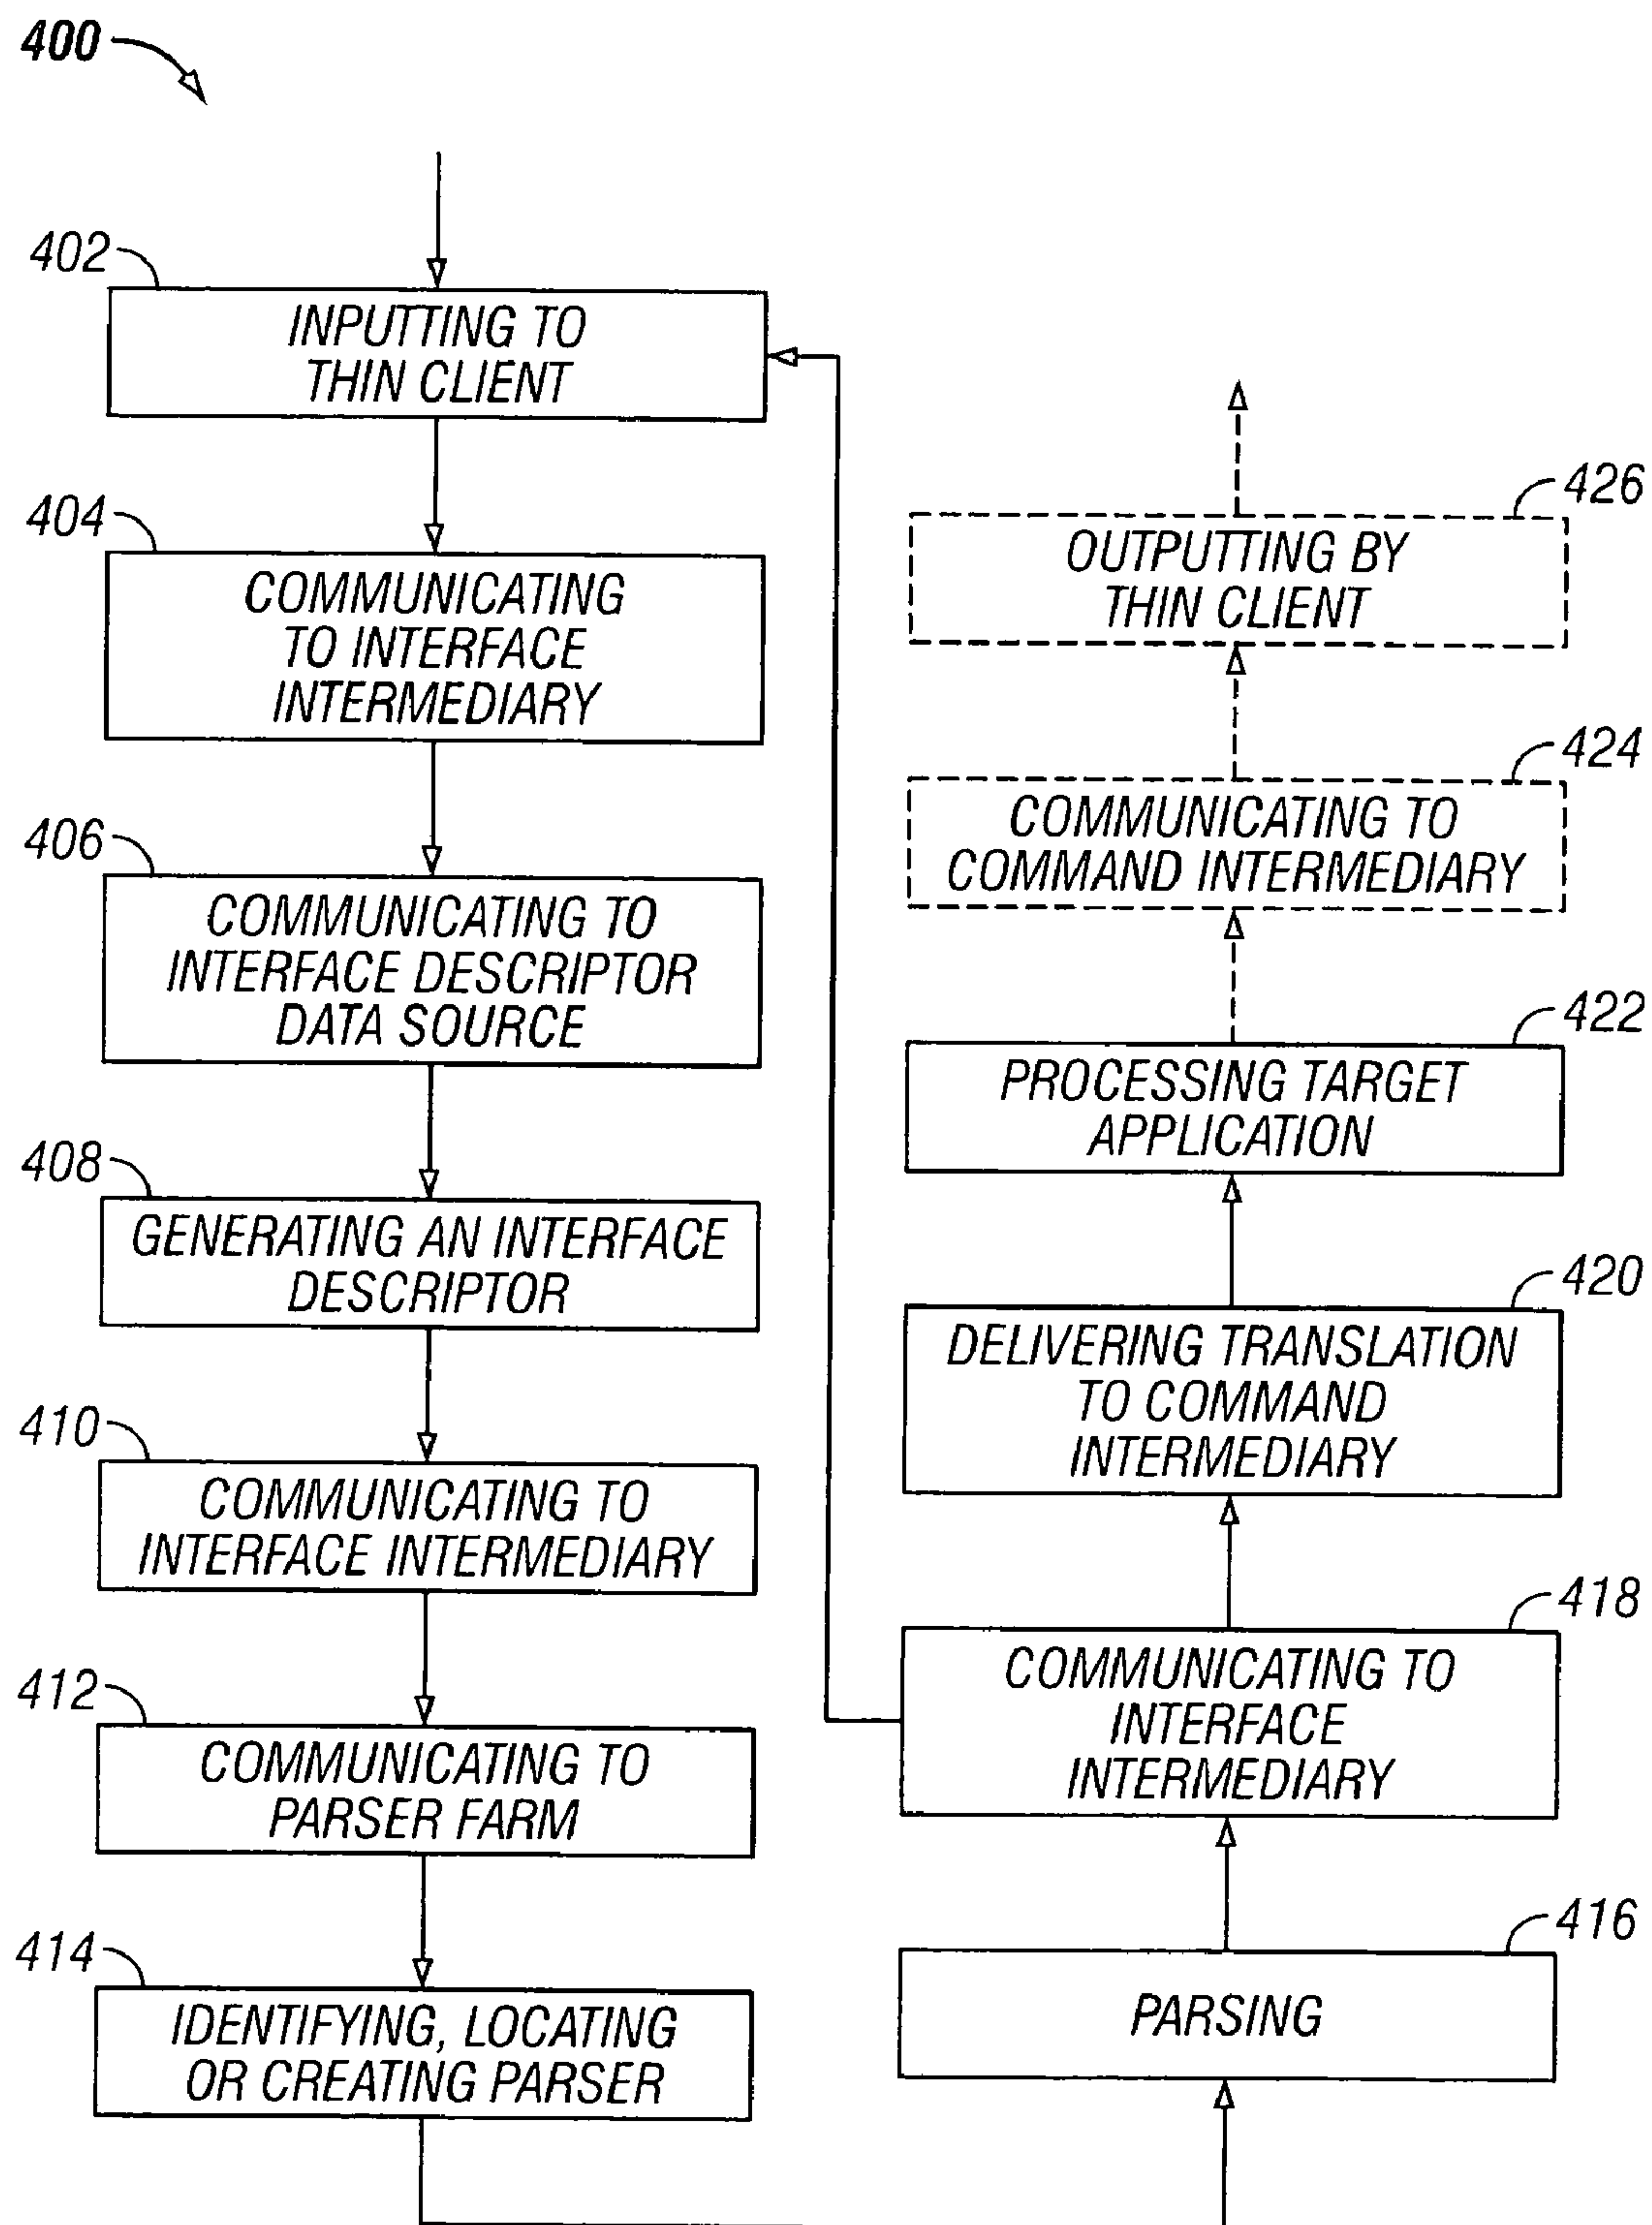 400
402
INPUTTING TO
THIN CLIENT
404
COMMUNICATING
TO INTERFACE
INTERMEDIARY
406
COMMUNICATING TO
INTERFACE DESCRIPTOR
DATA SOURCE
408
GENERATING AN INTERFACE
DESCRIPTOR
410
COMMUNICATING TO
INTERFACE INTERMEDIARY
412
COMMUNICATING TO
PARSER FARM
414
IDENTIFYING, LOCATING
OR CREATING PARSER
426
OUTPUTTING BY
THIN CLIENT
424
COMMUNICATING TO
COMMAND INTERMEDIARY
422
PROCESSING TARGET
APPLICATION
420
DELIVERING TRANSLATION
TO COMMAND
INTERMEDIARY
418
COMMUNICATING TO
INTERFACE
INTERMEDIARY
416
PARSING